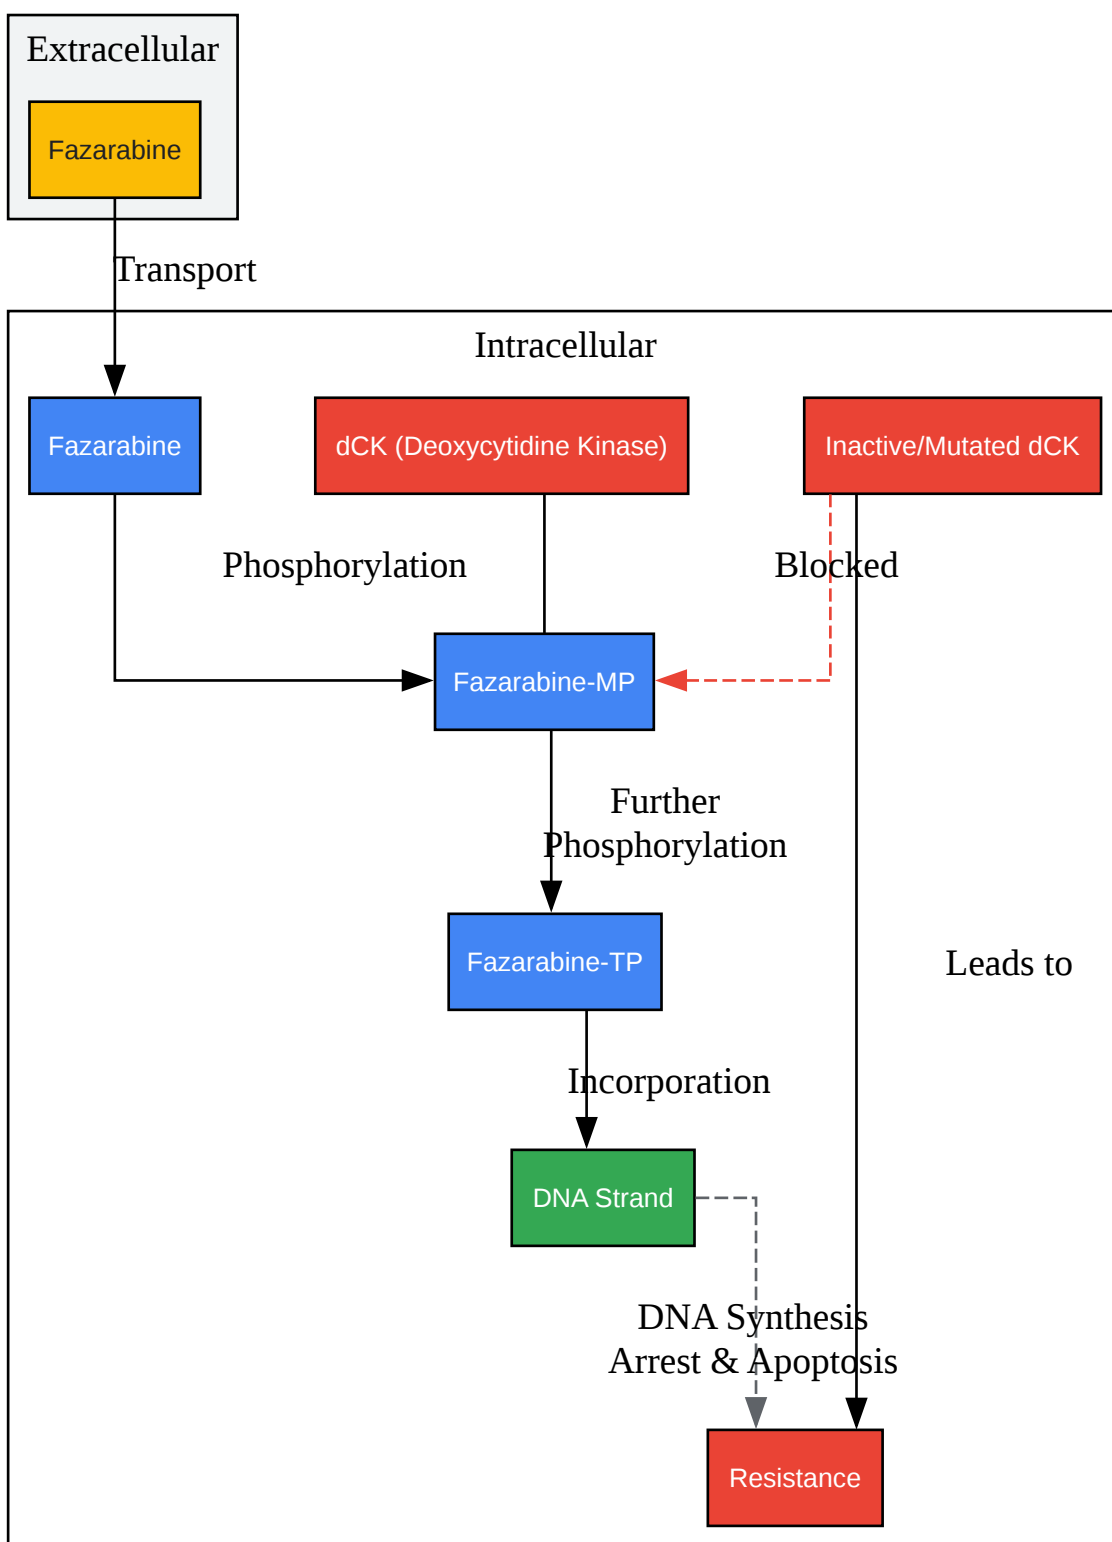 Extracellular
Fazarabine
Transport
Intracellular
Fazarabine
dCK (Deoxycytidine Kinase)
Inactive/Mutated dCK
Phosphorylation
Blocked
Fazarabine-MP
Further
Phosphorylation
Fazarabine-TP
Leads to
Incorporation
DNA Strand
DNA Synthesis
Arrest & Apoptosis
Resistance